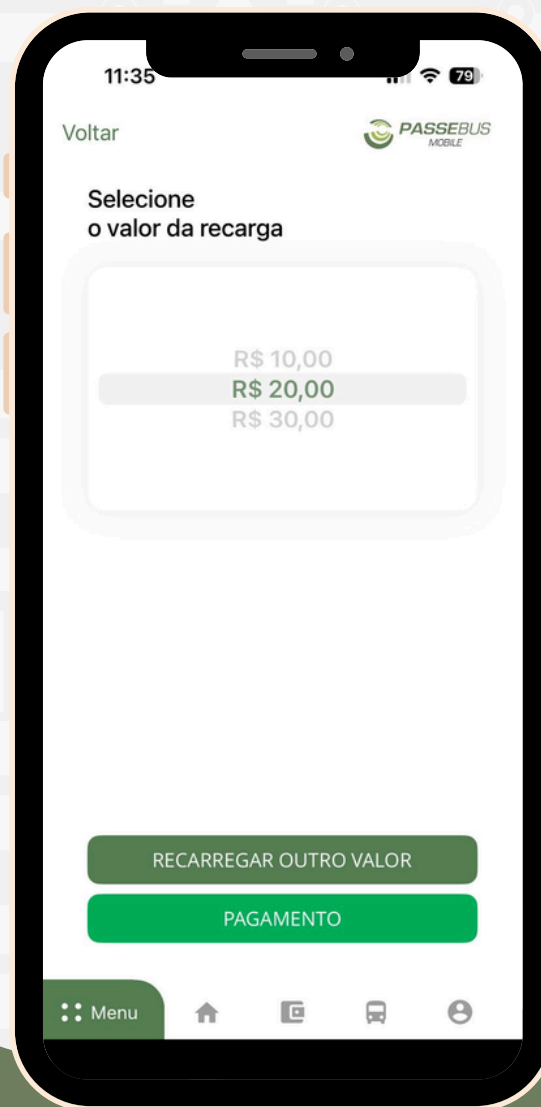 11:35
79
Voltar
PASSEBUS
MOBILE
Selecione
o valor da recarga
R$ 10,00
R$ 20,00
R$ 30,00
RECARREGAR OUTRO VALOR
PAGAMENTO
Menu